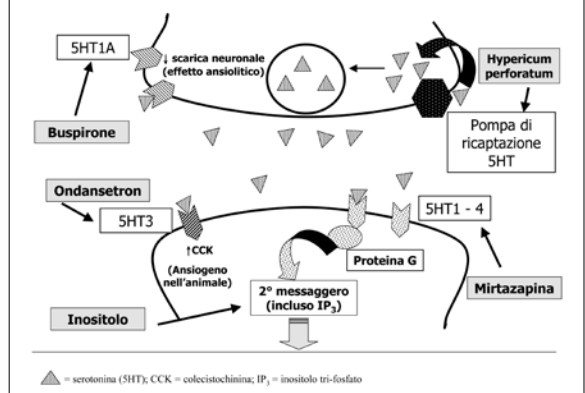 5HT1A
↓ scarica neuronale
(effetto ansiolitico)
Hypericum
perforatum
Buspirone
Pompa di
ricaptazione
5HT
Ondansetron
5HT3
5HT1 - 4
↑CCK
(Ansiogeno
nell'animale)
Proteina G
Mirtazapina
2° messaggero
(incluso IP3)
Inositolo
= serotonina (5HT); CCK = colecistochinina; IP3 = inositolo tri-fosfato